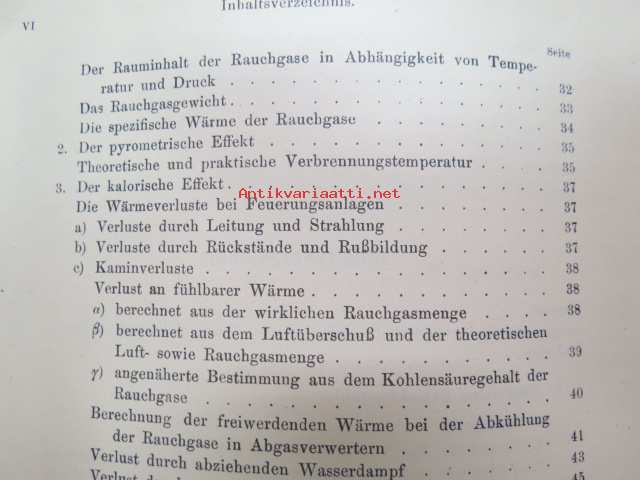 Inhaltsverzeichnis.
VI
Seite
Der Rauminhalt der Rauchgase in Abhängigkeit von Tempe-
ratur und Druck . . . . . . . . . . . . . 32
Das Rauchgasgewicht . . . . . . . . . . . . . 33
Die spezifische Wärme der Rauchgase . . . . . . . . 34
2. Der pyrometrische Effekt . . . . . . . . . . . . 35
Theoretische und praktische Verbrennungstemperatur . . . . 35
3. Der kalorische Effekt . . . . . . . . . . . . . 37
Antikvariaatti.net
Die Wärmeverluste bei Feuerungsanlagen . . . . . . . 37
a) Verluste durch Leitung und Strahlung . . . . . . . 37
b) Verluste durch Rückstände und Rußbildung . . . . . 37
c) Kaminverluste . . . . . . . . . . . . . . 38
Verlust an fühlbarer Wärme . . . . . . . . . . 38
α) berechnet aus der wirklichen Rauchgasmenge . . . . 38
β) berechnet aus dem Luftüberschuß und der theoretischen
Luft- sowie Rauchgasmenge . . . . . . . . . 39
γ) angenäherte Bestimmung aus dem Kohlensäuregehalt der
Rauchgase . . . . . . . . . . . . . . 40
Berechnung der freiwerdenden Wärme bei der Abkühlung
der Rauchgase in Abgasverwertern . . . . . . . . 41
Verlust durch abziehenden Wasserdampf . . . . . . . 43
Verlust 45